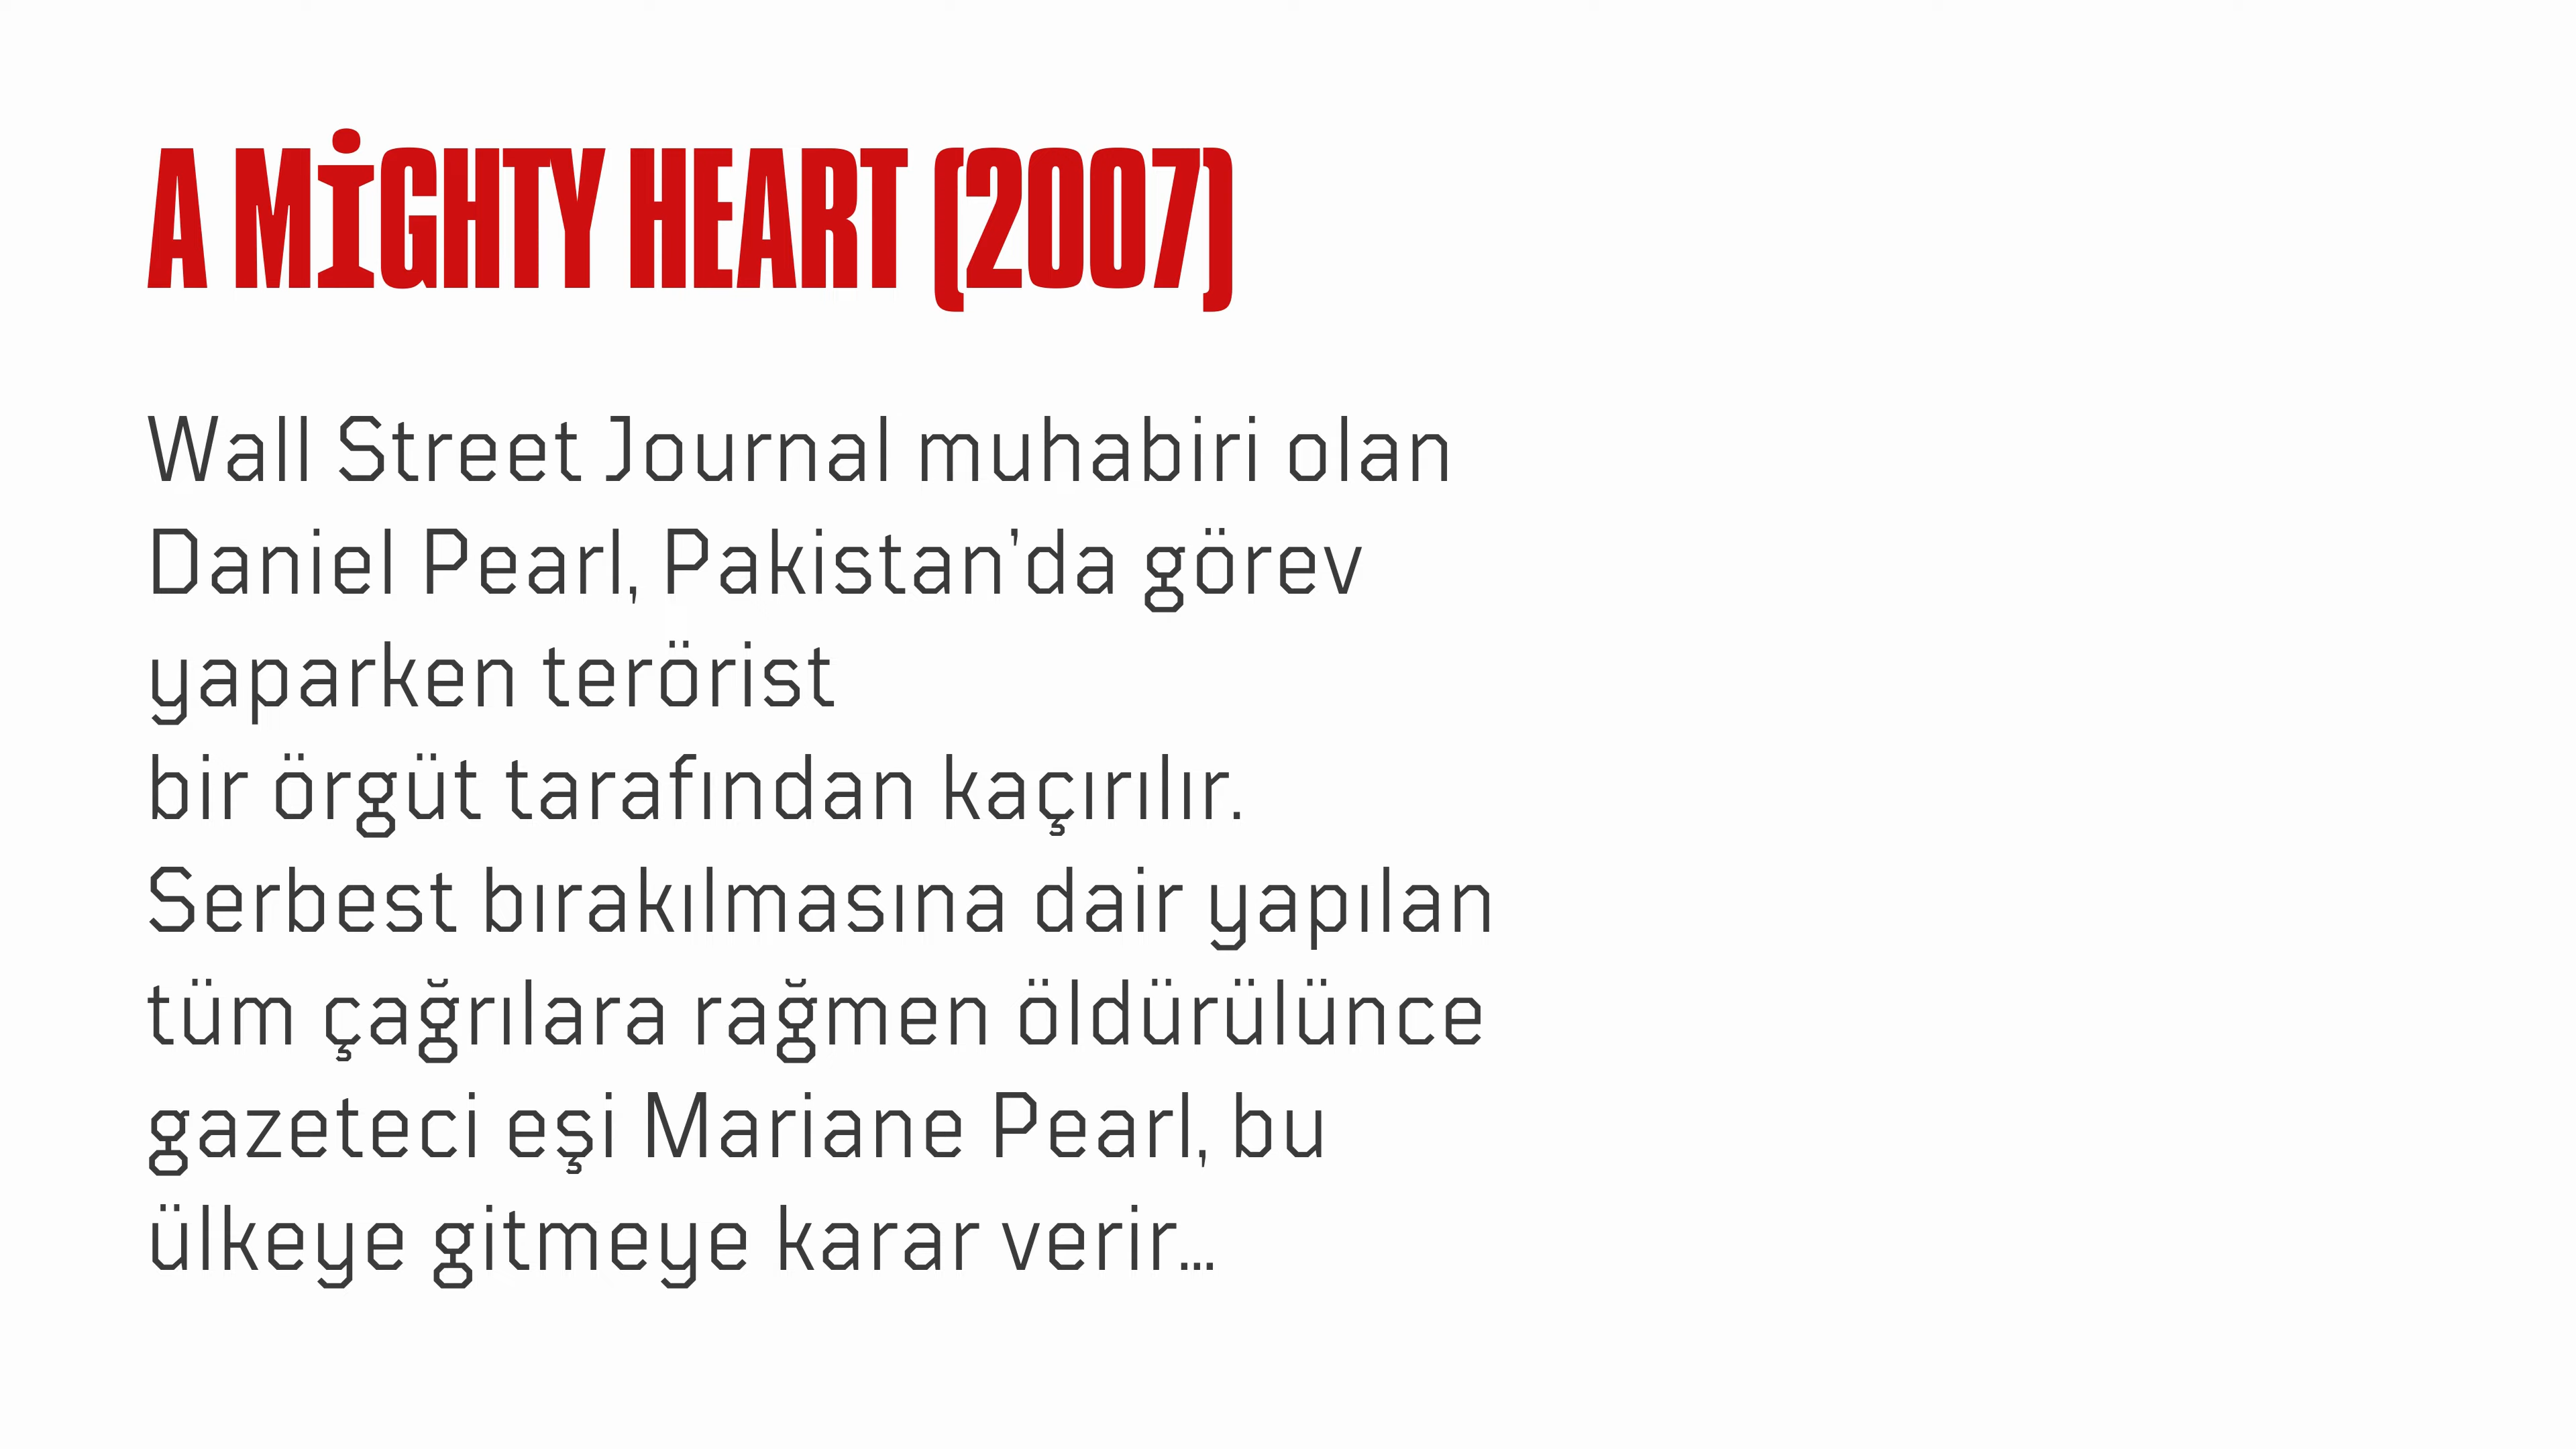 A MİGHTY HEART (2007)
Wall Street Journal muhabiri olan
Daniel Pearl, Pakistan’da görev
yaparken terörist
bir örgüt tarafından kaçırılır.
Serbest bırakılmasına dair yapılan
tüm çağrılara rağmen öldürülünce
gazeteci eşi Mariane Pearl, bu
ülkeye gitmeye karar verir...